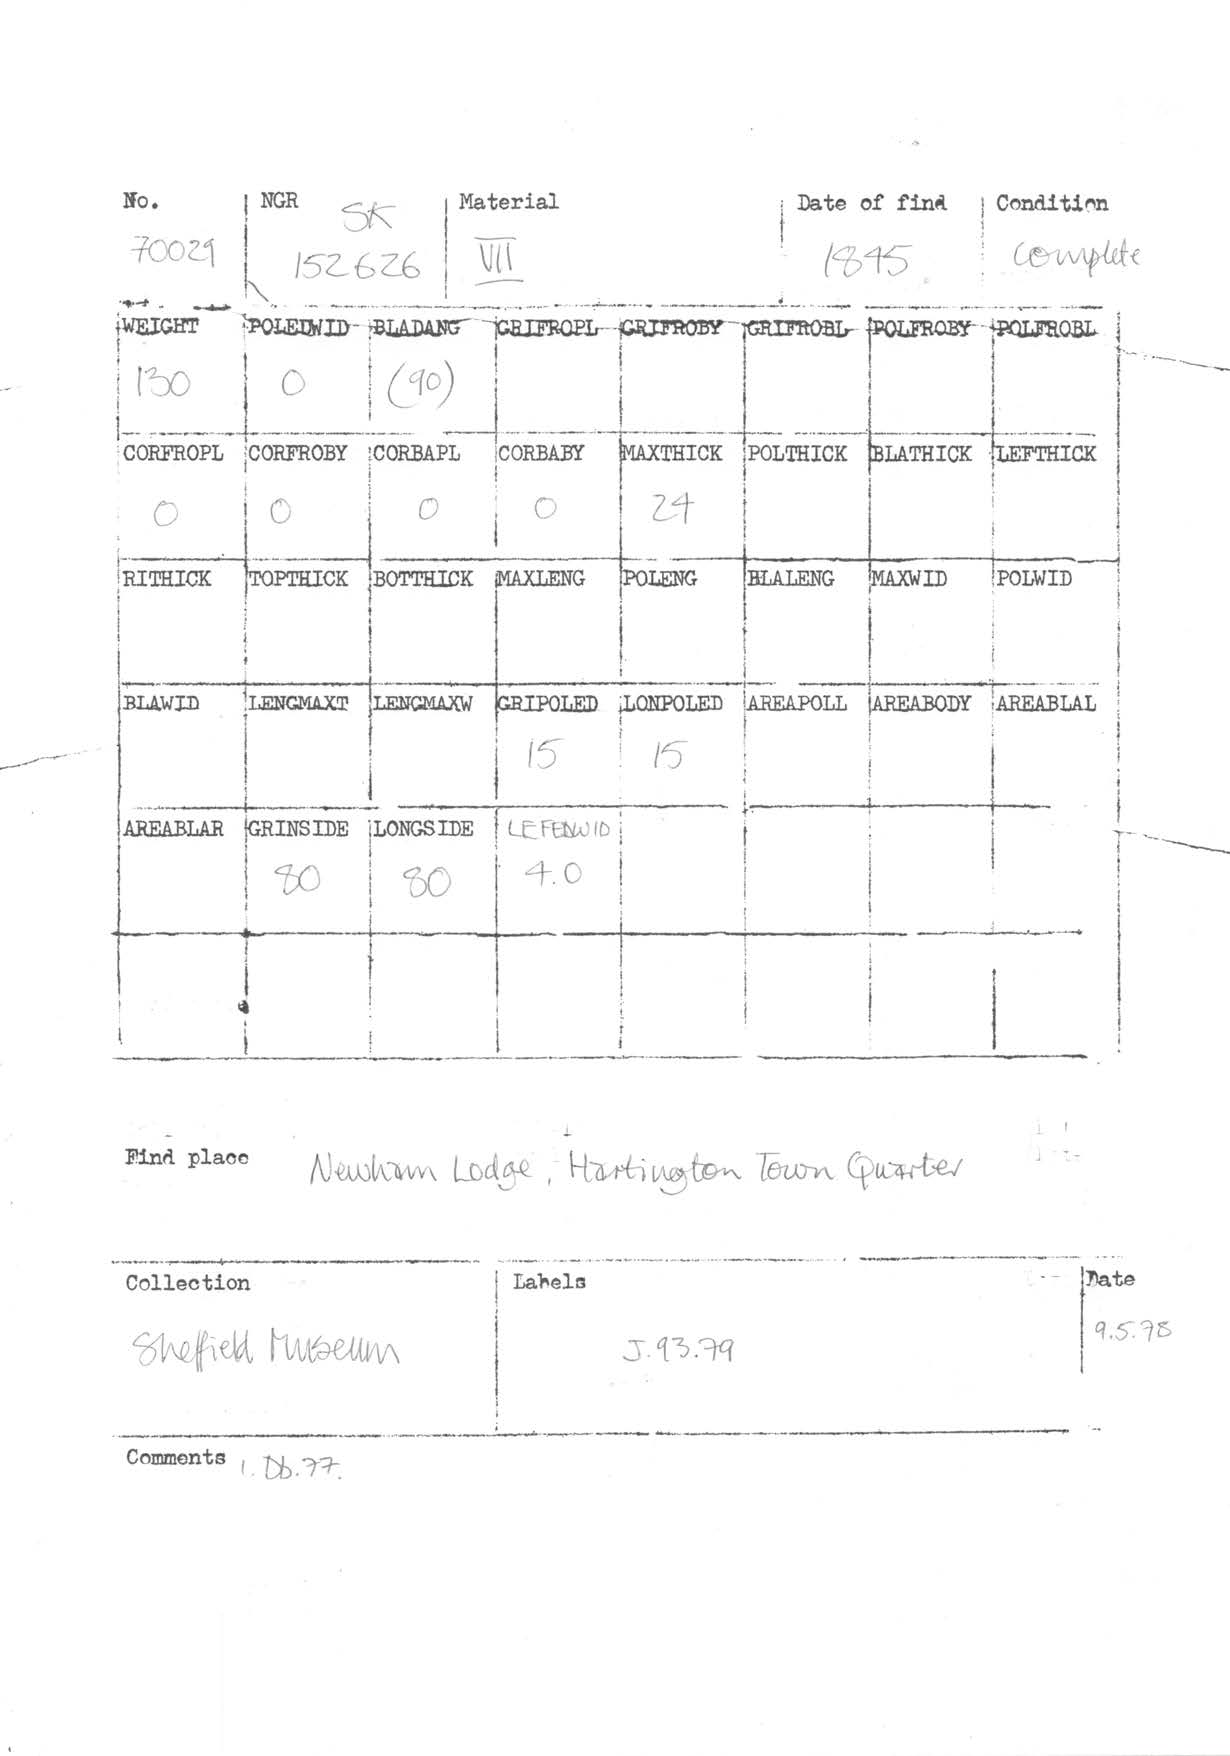 No. NGR Material Date of find Condition
70029 SK 152626 VII 1845 complete
WEIGHT POLEDWID BLADANG GRIFROPL GRIFROBY GRIFROBL POLFROBY POLFROBL
130 0 (90)
CORFROPL CORFROBY CORBAPL CORBABY MAXTHICK POLTHICK BLATHICK LEFTHICK
0 0 0 0 24
RITHICK TOPTHICK BOTTHICK MAXLENG POLENG BLALENG MAXWID POLWID
BLAWID LENGMAXT LENGMAXW GRIPOLED LONPOLED AREAPOLL AREABODY AREABLAL
15 15
AREABLAR GRINSIDE LONGSIDE LEFEDWID
80 80 4.0
Find place Newham Lodge, Hartington Town Quarter
Collection Labels Date
Sheffield Museum J.93.79 9.5.78
Comments 1. Db.77.